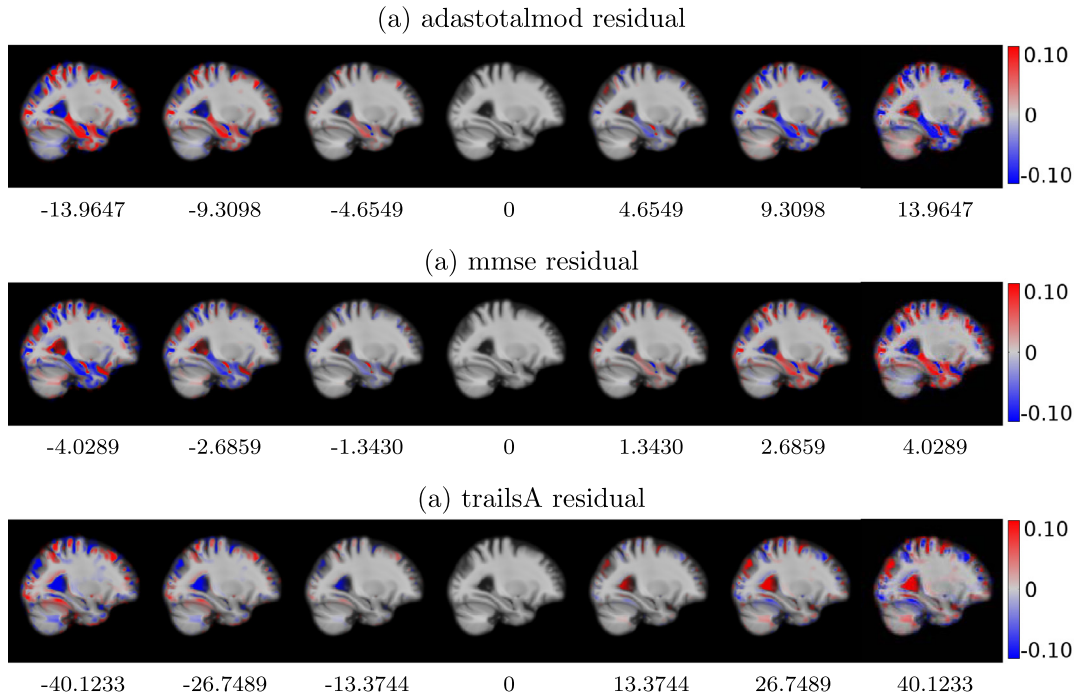 (a) adastotalmod residual
0.10
0
-0.10
-13.9647 -9.3098 -4.6549 0 4.6549 9.3098 13.9647
(a) mmse residual
0.10
0
-0.10
-4.0289 -2.6859 -1.3430 0 1.3430 2.6859 4.0289
(a) trailsA residual
0.10
0
-0.10
-40.1233 -26.7489 -13.3744 0 13.3744 26.7489 40.1233